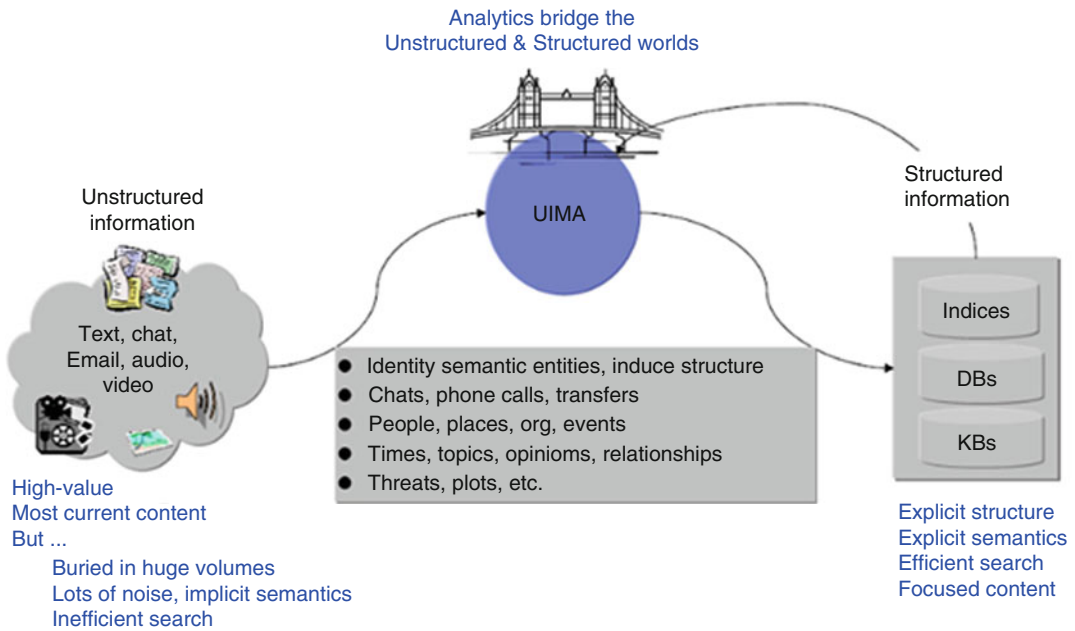 Analytics bridge the
Unstructured & Structured worlds
Unstructured
information
Text, chat,
Email, audio,
video
High-value
Most current content
But ...
Buried in huge volumes
Lots of noise, implicit semantics
Inefficient search
UIMA
● Identity semantic entities, induce structure
● Chats, phone calls, transfers
● People, places, org, events
● Times, topics, opinioms, relationships
● Threats, plots, etc.
Structured
information
Indices
DBs
KBs
Explicit structure
Explicit semantics
Efficient search
Focused content